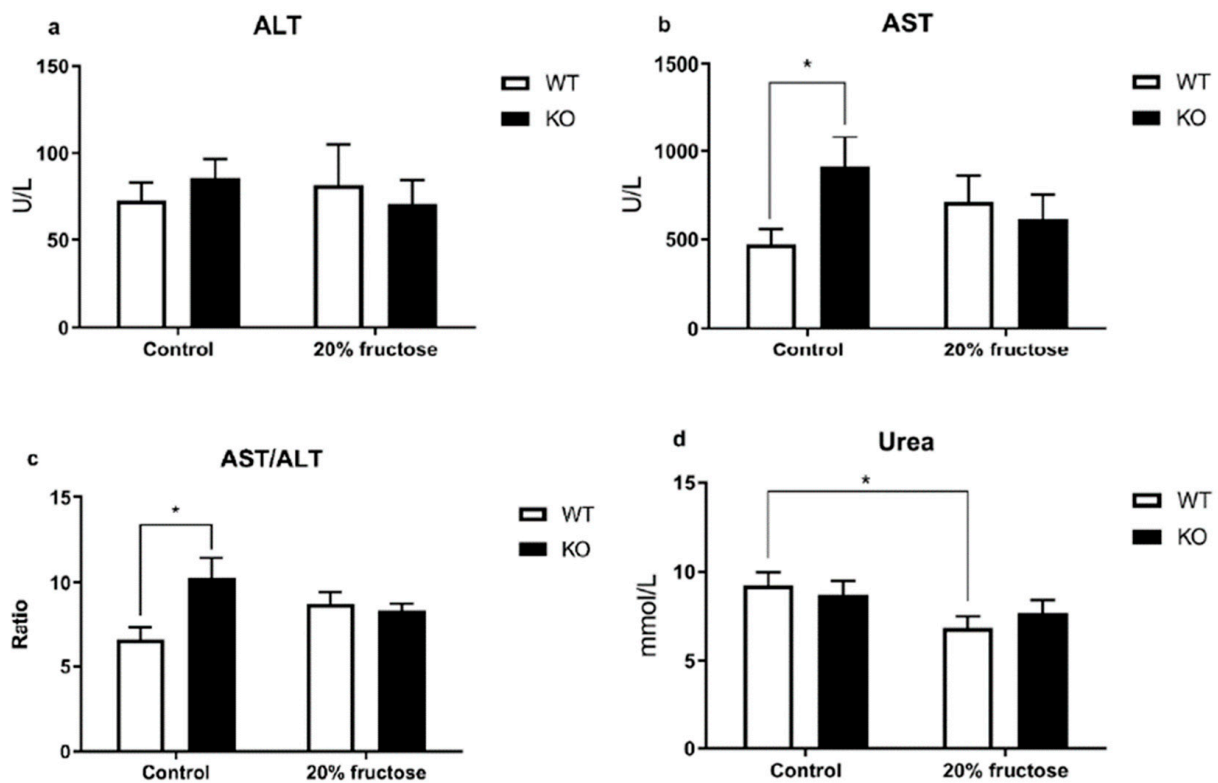 a ALT
150
100
50
0
U/L
Control 20% fructose
WT
KO
b AST
1500
1000
500
0
U/L
*
Control 20% fructose
WT
KO
c AST/ALT
15
10
5
0
Ratio
*
Control 20% fructose
WT
KO
d Urea
15
10
5
0
mmol/L
*
Control 20% fructose
WT
KO